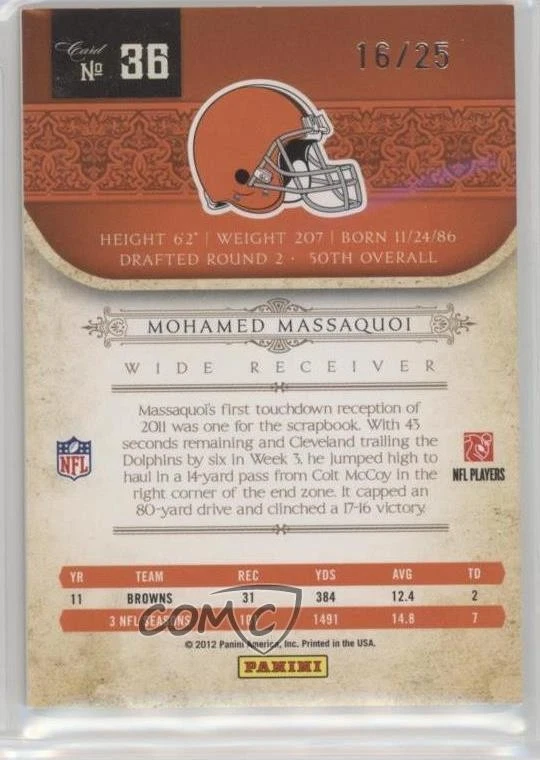 Card
No 36
16/25
HEIGHT 6'2" | WEIGHT 207 | BORN 11/24/86
DRAFTED ROUND 2 · 50TH OVERALL
MOHAMED MASSAQUOI
WIDE RECEIVER
Massaquoi's first touchdown reception of
2011 was one for the scrapbook. With 43
seconds remaining and Cleveland trailing the
Dolphins by six in Week 3, he jumped high to
haul in a 14-yard pass from Colt McCoy in the
right corner of the end zone. It capped an
80-yard drive and clinched a 17-16 victory.
NFL
NFL PLAYERS
YR TEAM REC YDS AVG TD
11 BROWNS 31 384 12.4 2
3 NFL SEASONS 1491 14.8 7
COMC
© 2012 Panini America, Inc. Printed in the USA.
PANINI